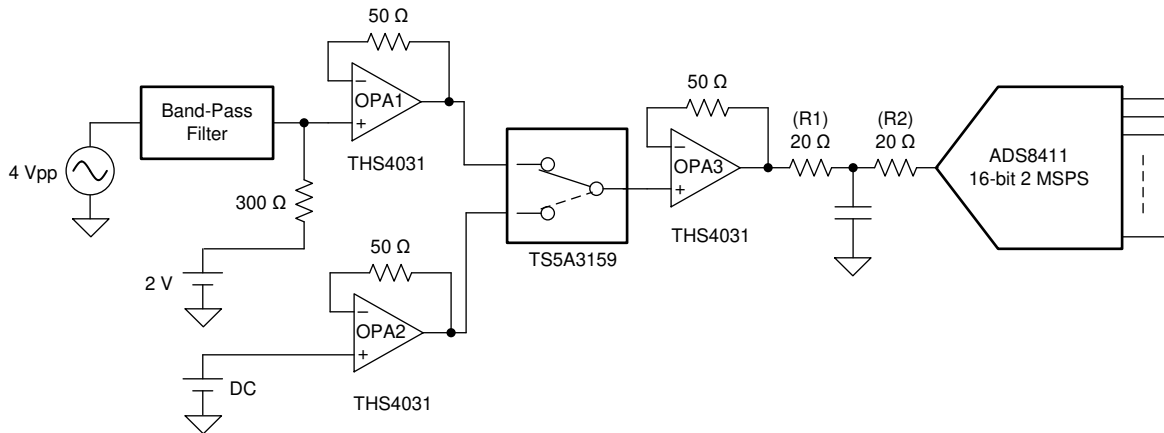 50 Ω
Band-Pass
Filter
−
OPA1
+
THS4031
4 Vpp
300 Ω
2 V
50 Ω
−
OPA2
+
THS4031
DC
TS5A3159
50 Ω
−
OPA3
+
THS4031
(R1)
20 Ω
(R2)
20 Ω
ADS8411
16-bit 2 MSPS